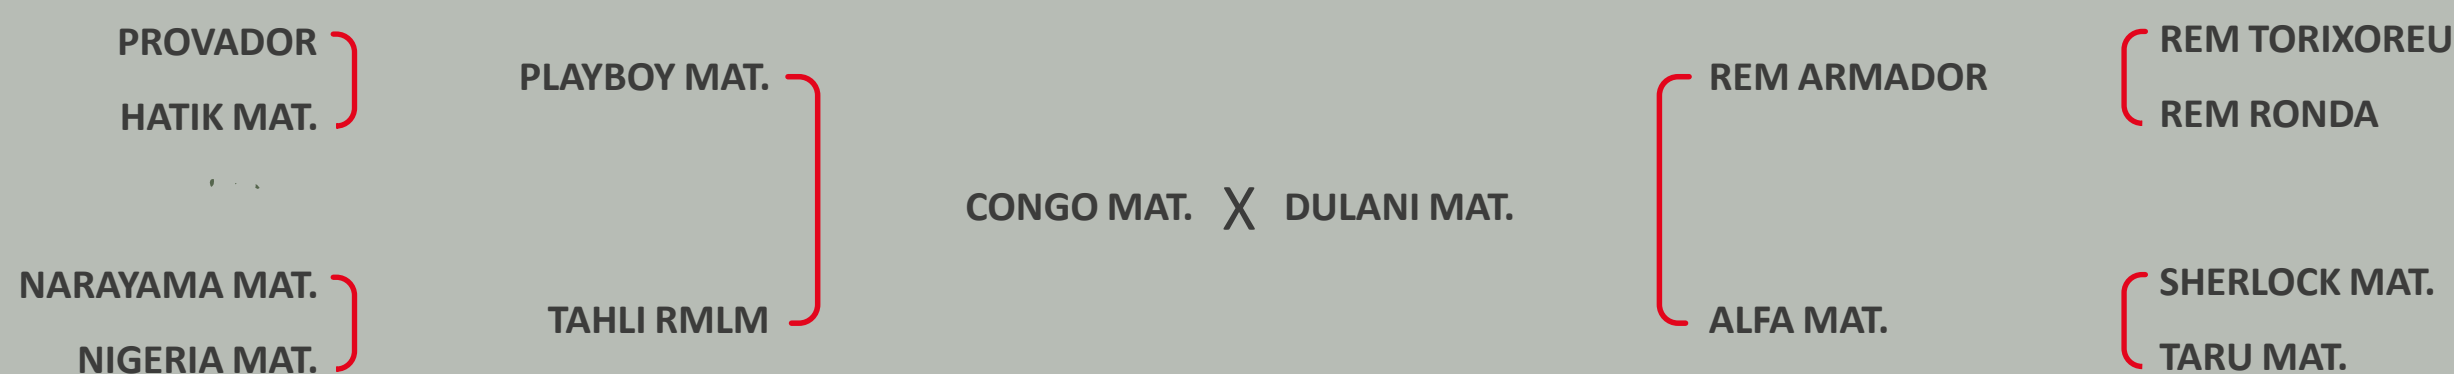 PROVADOR
HATIK MAT.
NARAYAMA MAT.
NIGERIA MAT.
PLAYBOY MAT.
TAHLI RMLM
CONGO MAT. X DULANI MAT.
REM ARMADOR
ALFA MAT.
REM TORIXOREU
REM RONDA
SHERLOCK MAT.
TARU MAT.